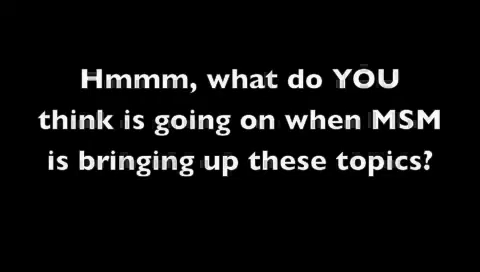 Hmmm, what do YOU
think is going on when MSM
is bringing up these topics?